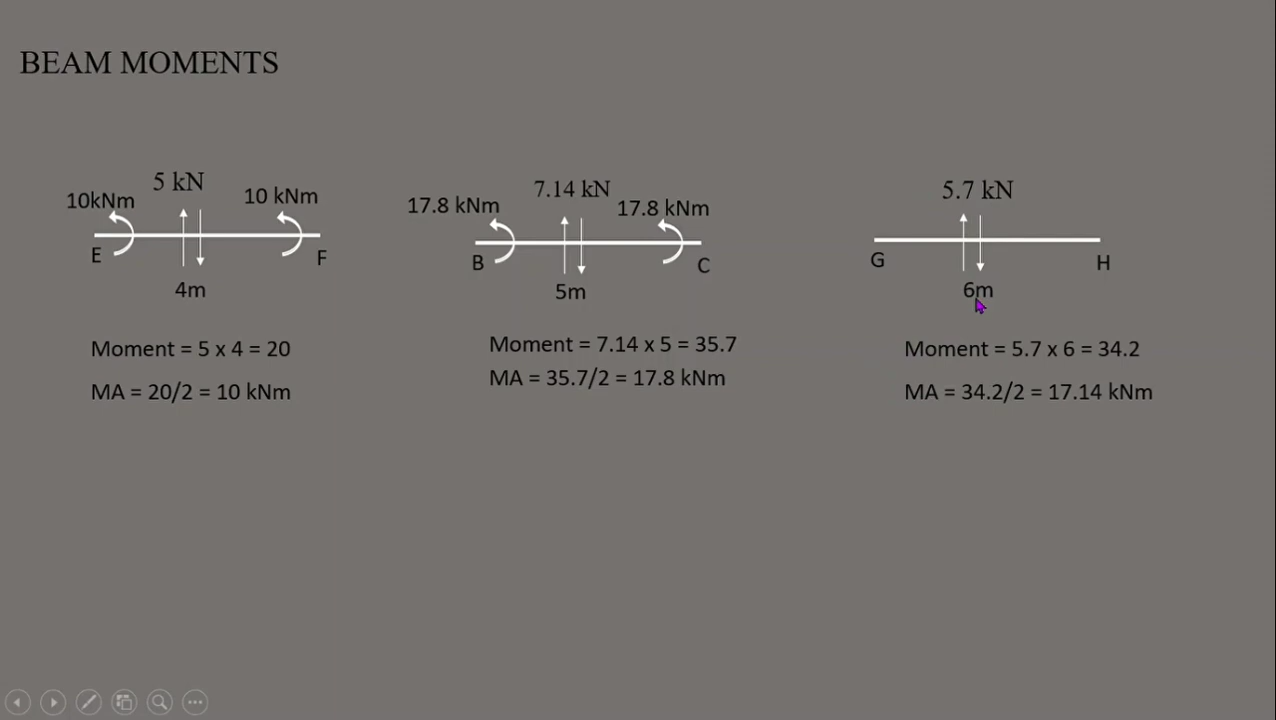 BEAM MOMENTS
10kNm
5 kN
10 kNm
E
F
4m
Moment = 5 x 4 = 20
MA = 20/2 = 10 kNm
17.8 kNm
7.14 kN
17.8 kNm
B
C
5m
Moment = 7.14 x 5 = 35.7
MA = 35.7/2 = 17.8 kNm
5.7 kN
G
H
6m
Moment = 5.7 x 6 = 34.2
MA = 34.2/2 = 17.14 kNm